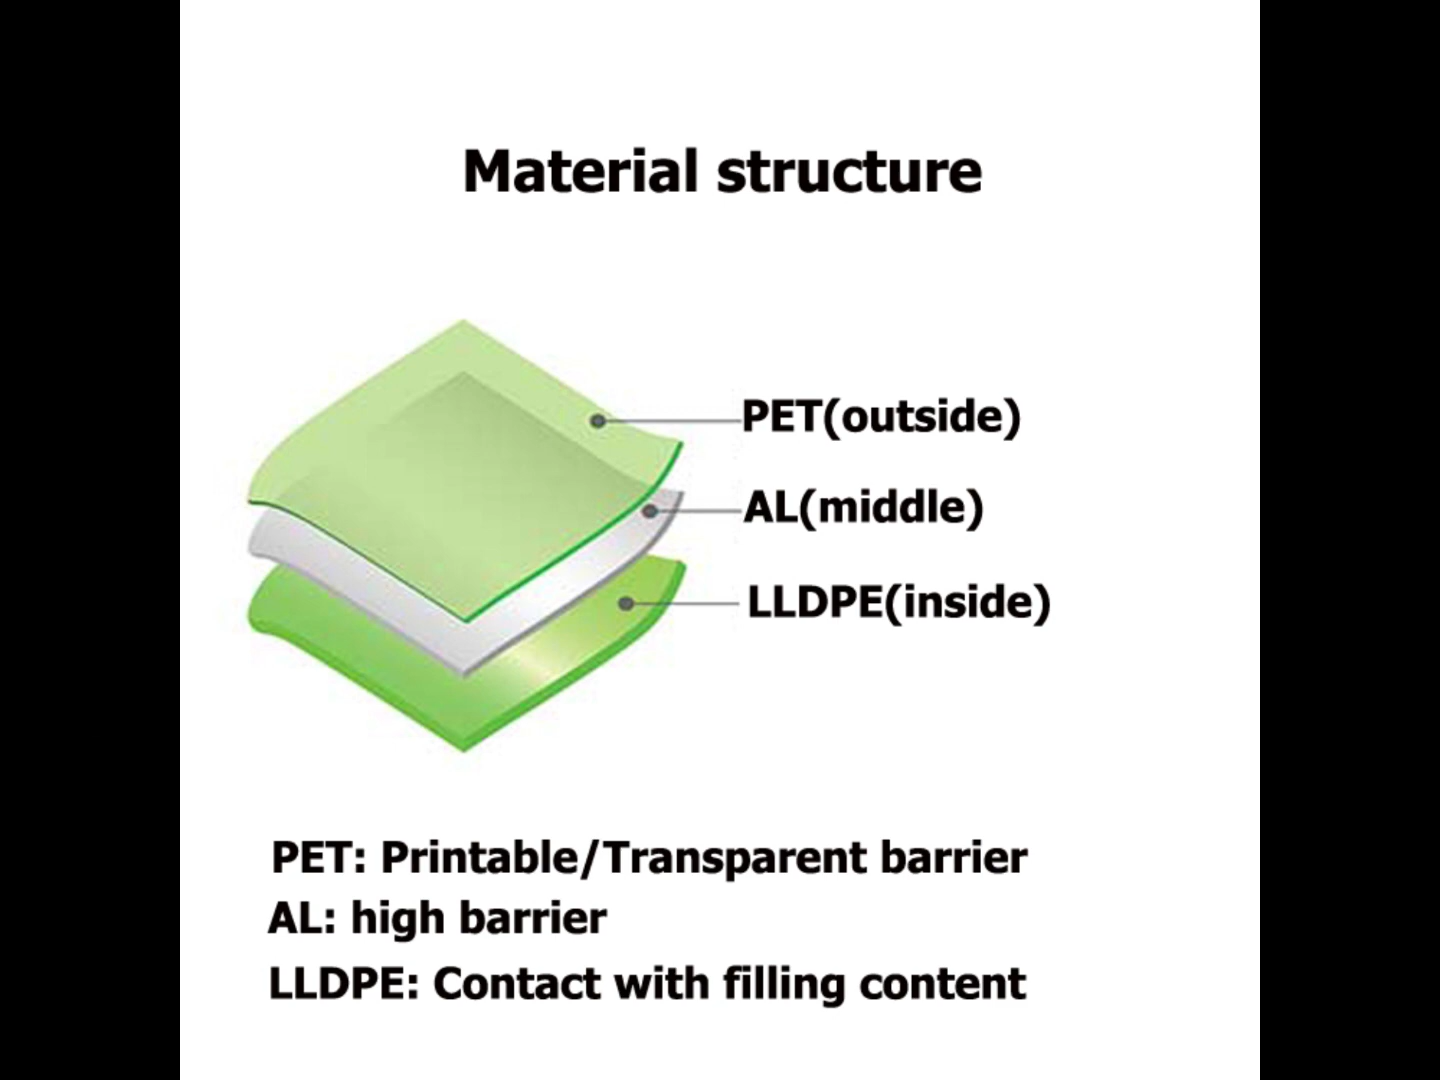 Material structure
PET(outside)
AL(middle)
LLDPE(inside)
PET: Printable/Transparent barrier
AL: high barrier
LLDPE: Contact with filling content